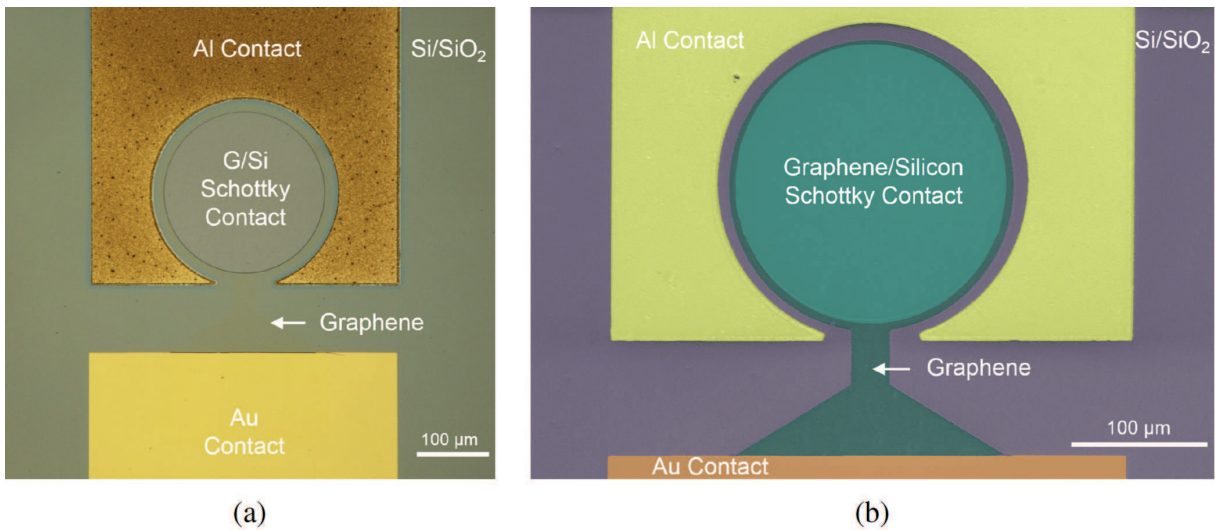 Al Contact
Si/SiO₂
G/Si
Schottky
Contact
Graphene
Au
Contact
100 µm
(a)
Al Contact
Si/SiO₂
Graphene/Silicon
Schottky Contact
Graphene
100 µm
Au Contact
(b)